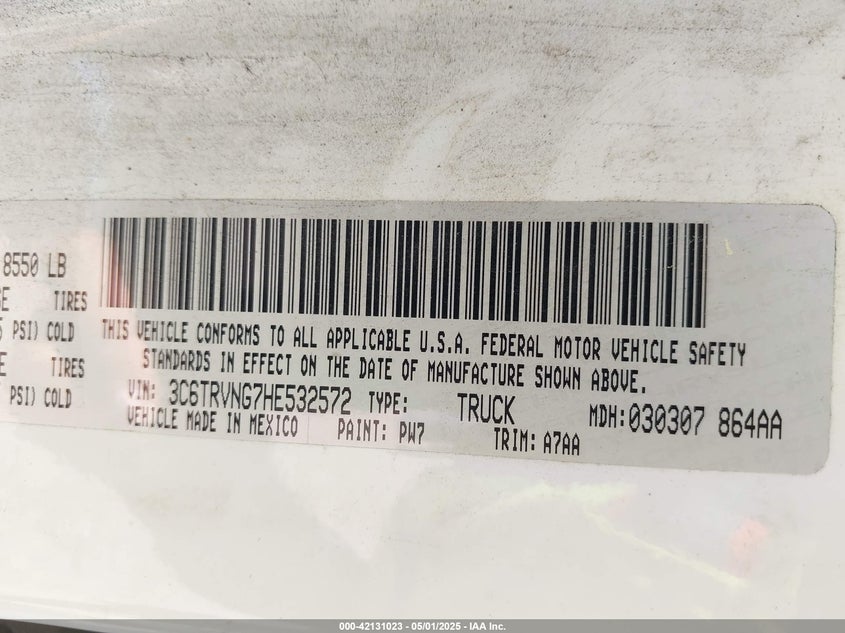 8550 LB
TIRES
PSI) COLD
TIRES
PSI) COLD
THIS VEHICLE CONFORMS TO ALL APPLICABLE U.S.A. FEDERAL MOTOR VEHICLE SAFETY
STANDARDS IN EFFECT ON THE DATE OF MANUFACTURE SHOWN ABOVE.
VIN: 3C6TRVNG7HE532572 TYPE: TRUCK MDH:030307 864AA
VEHICLE MADE IN MEXICO PAINT: PW7 TRIM: A7AA
000-42131023 - 05/01/2025 - IAA Inc.